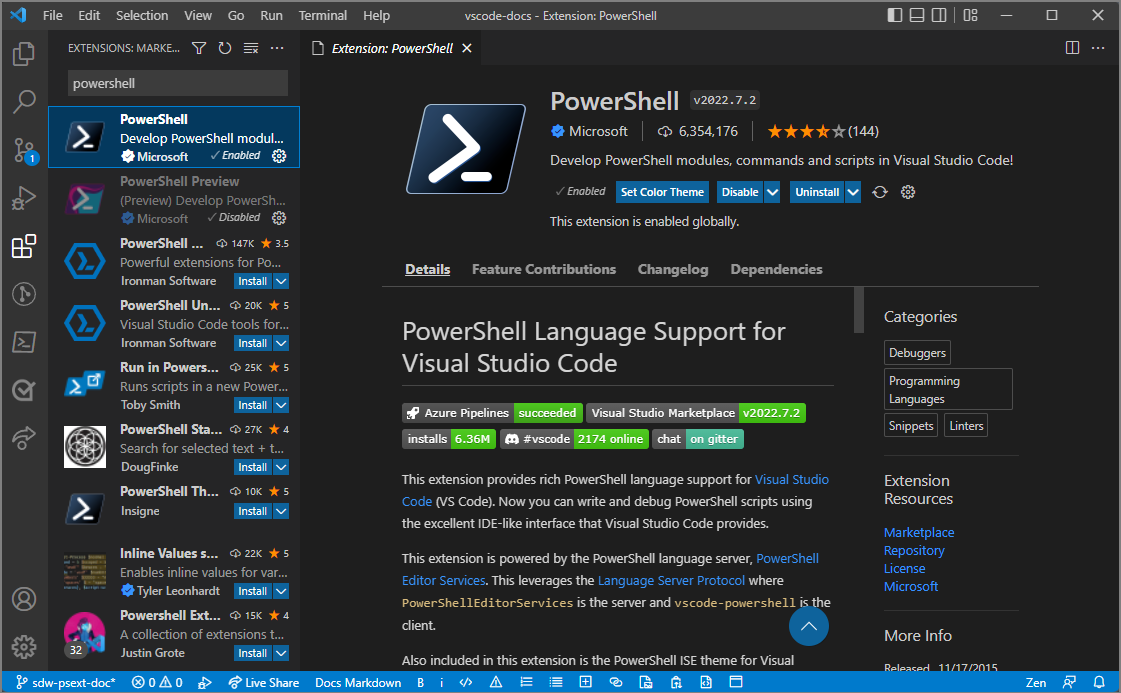 File Edit Selection View Go Run Terminal Help
vscode-docs - Extension: PowerShell
EXTENSIONS: MARKE...
powershell
PowerShell
Develop PowerShell modul...
Microsoft
Enabled
PowerShell Preview
(Preview) Develop PowerSh...
Microsoft
Disabled
PowerShell ... 147K 3.5
Powerful extensions for Po...
Ironman Software Install
PowerShell Un... 20K 5
Visual Studio Code tools for...
Ironman Software Install
Run in Powers... 25K 5
Runs scripts in a new Power...
Toby Smith Install
PowerShell Sta... 27K 4
Search for selected text + t...
DougFinke Install
PowerShell Th... 10K 5
Insigne Install
Inline Values s... 22K 5
Enables inline values for var...
Tyler Leonhardt Install
Powershell Ext... 15K 4
A collection of extensions t...
Justin Grote Install
32
1
Extension: PowerShell
PowerShell v2022.7.2
Microsoft 6,354,176 (144)
Develop PowerShell modules, commands and scripts in Visual Studio Code!
Enabled Set Color Theme Disable Uninstall
This extension is enabled globally.
Details Feature Contributions Changelog Dependencies
PowerShell Language Support for
Visual Studio Code
Azure Pipelines succeeded Visual Studio Marketplace v2022.7.2
installs 6.36M #vscode 2174 online chat on gitter
This extension provides rich PowerShell language support for Visual Studio
Code (VS Code). Now you can write and debug PowerShell scripts using
the excellent IDE-like interface that Visual Studio Code provides.
This extension is powered by the PowerShell language server, PowerShell
Editor Services. This leverages the Language Server Protocol where
PowerShellEditorServices is the server and vscode-powershell is the
client.
Also included in this extension is the PowerShell ISE theme for Visual
Categories
Debuggers
Programming
Languages
Snippets Linters
Extension
Resources
Marketplace
Repository
License
Microsoft
More Info
Released 11/17/2015
sdw-psext-doc* 0 0 Live Share Docs Markdown B i Zen